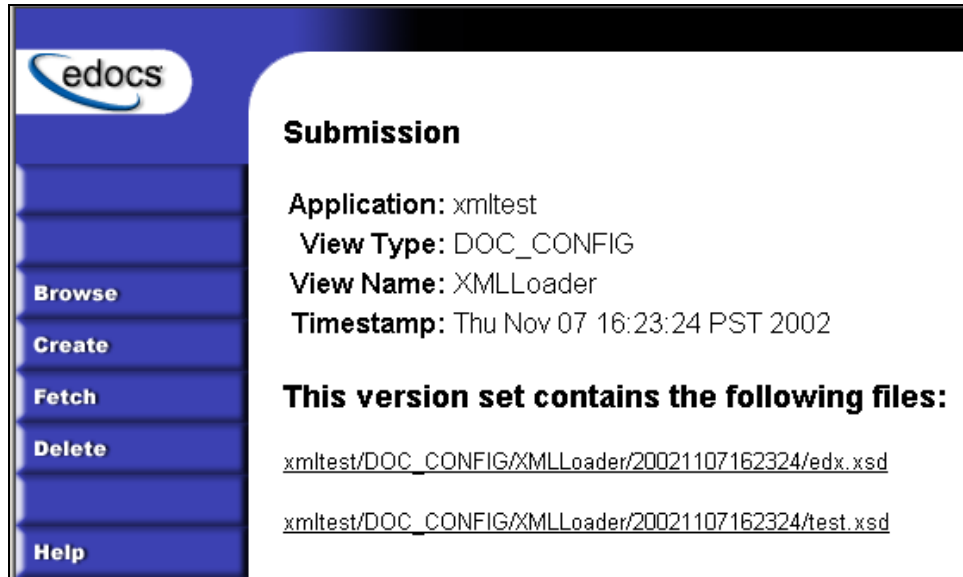 edocs
Submission
Application: xmltest
View Type: DOC_CONFIG
View Name: XMLLoader
Timestamp: Thu Nov 07 16:23:24 PST 2002
Browse
Create
Fetch
Delete
Help
This version set contains the following files:
xmltest/DOC_CONFIG/XMLLoader/20021107162324/edx.xsd
xmltest/DOC_CONFIG/XMLLoader/20021107162324/test.xsd